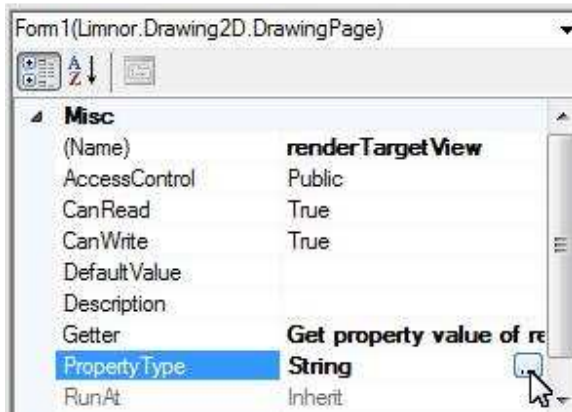 Form1(Limnor.Drawing2D.DrawingPage)
A
Z
Misc
(Name) renderTargetView
AccessControl Public
CanRead True
CanWrite True
DefaultValue
Description
Getter Get property value of re
PropertyType String ...
RunAt Inherit